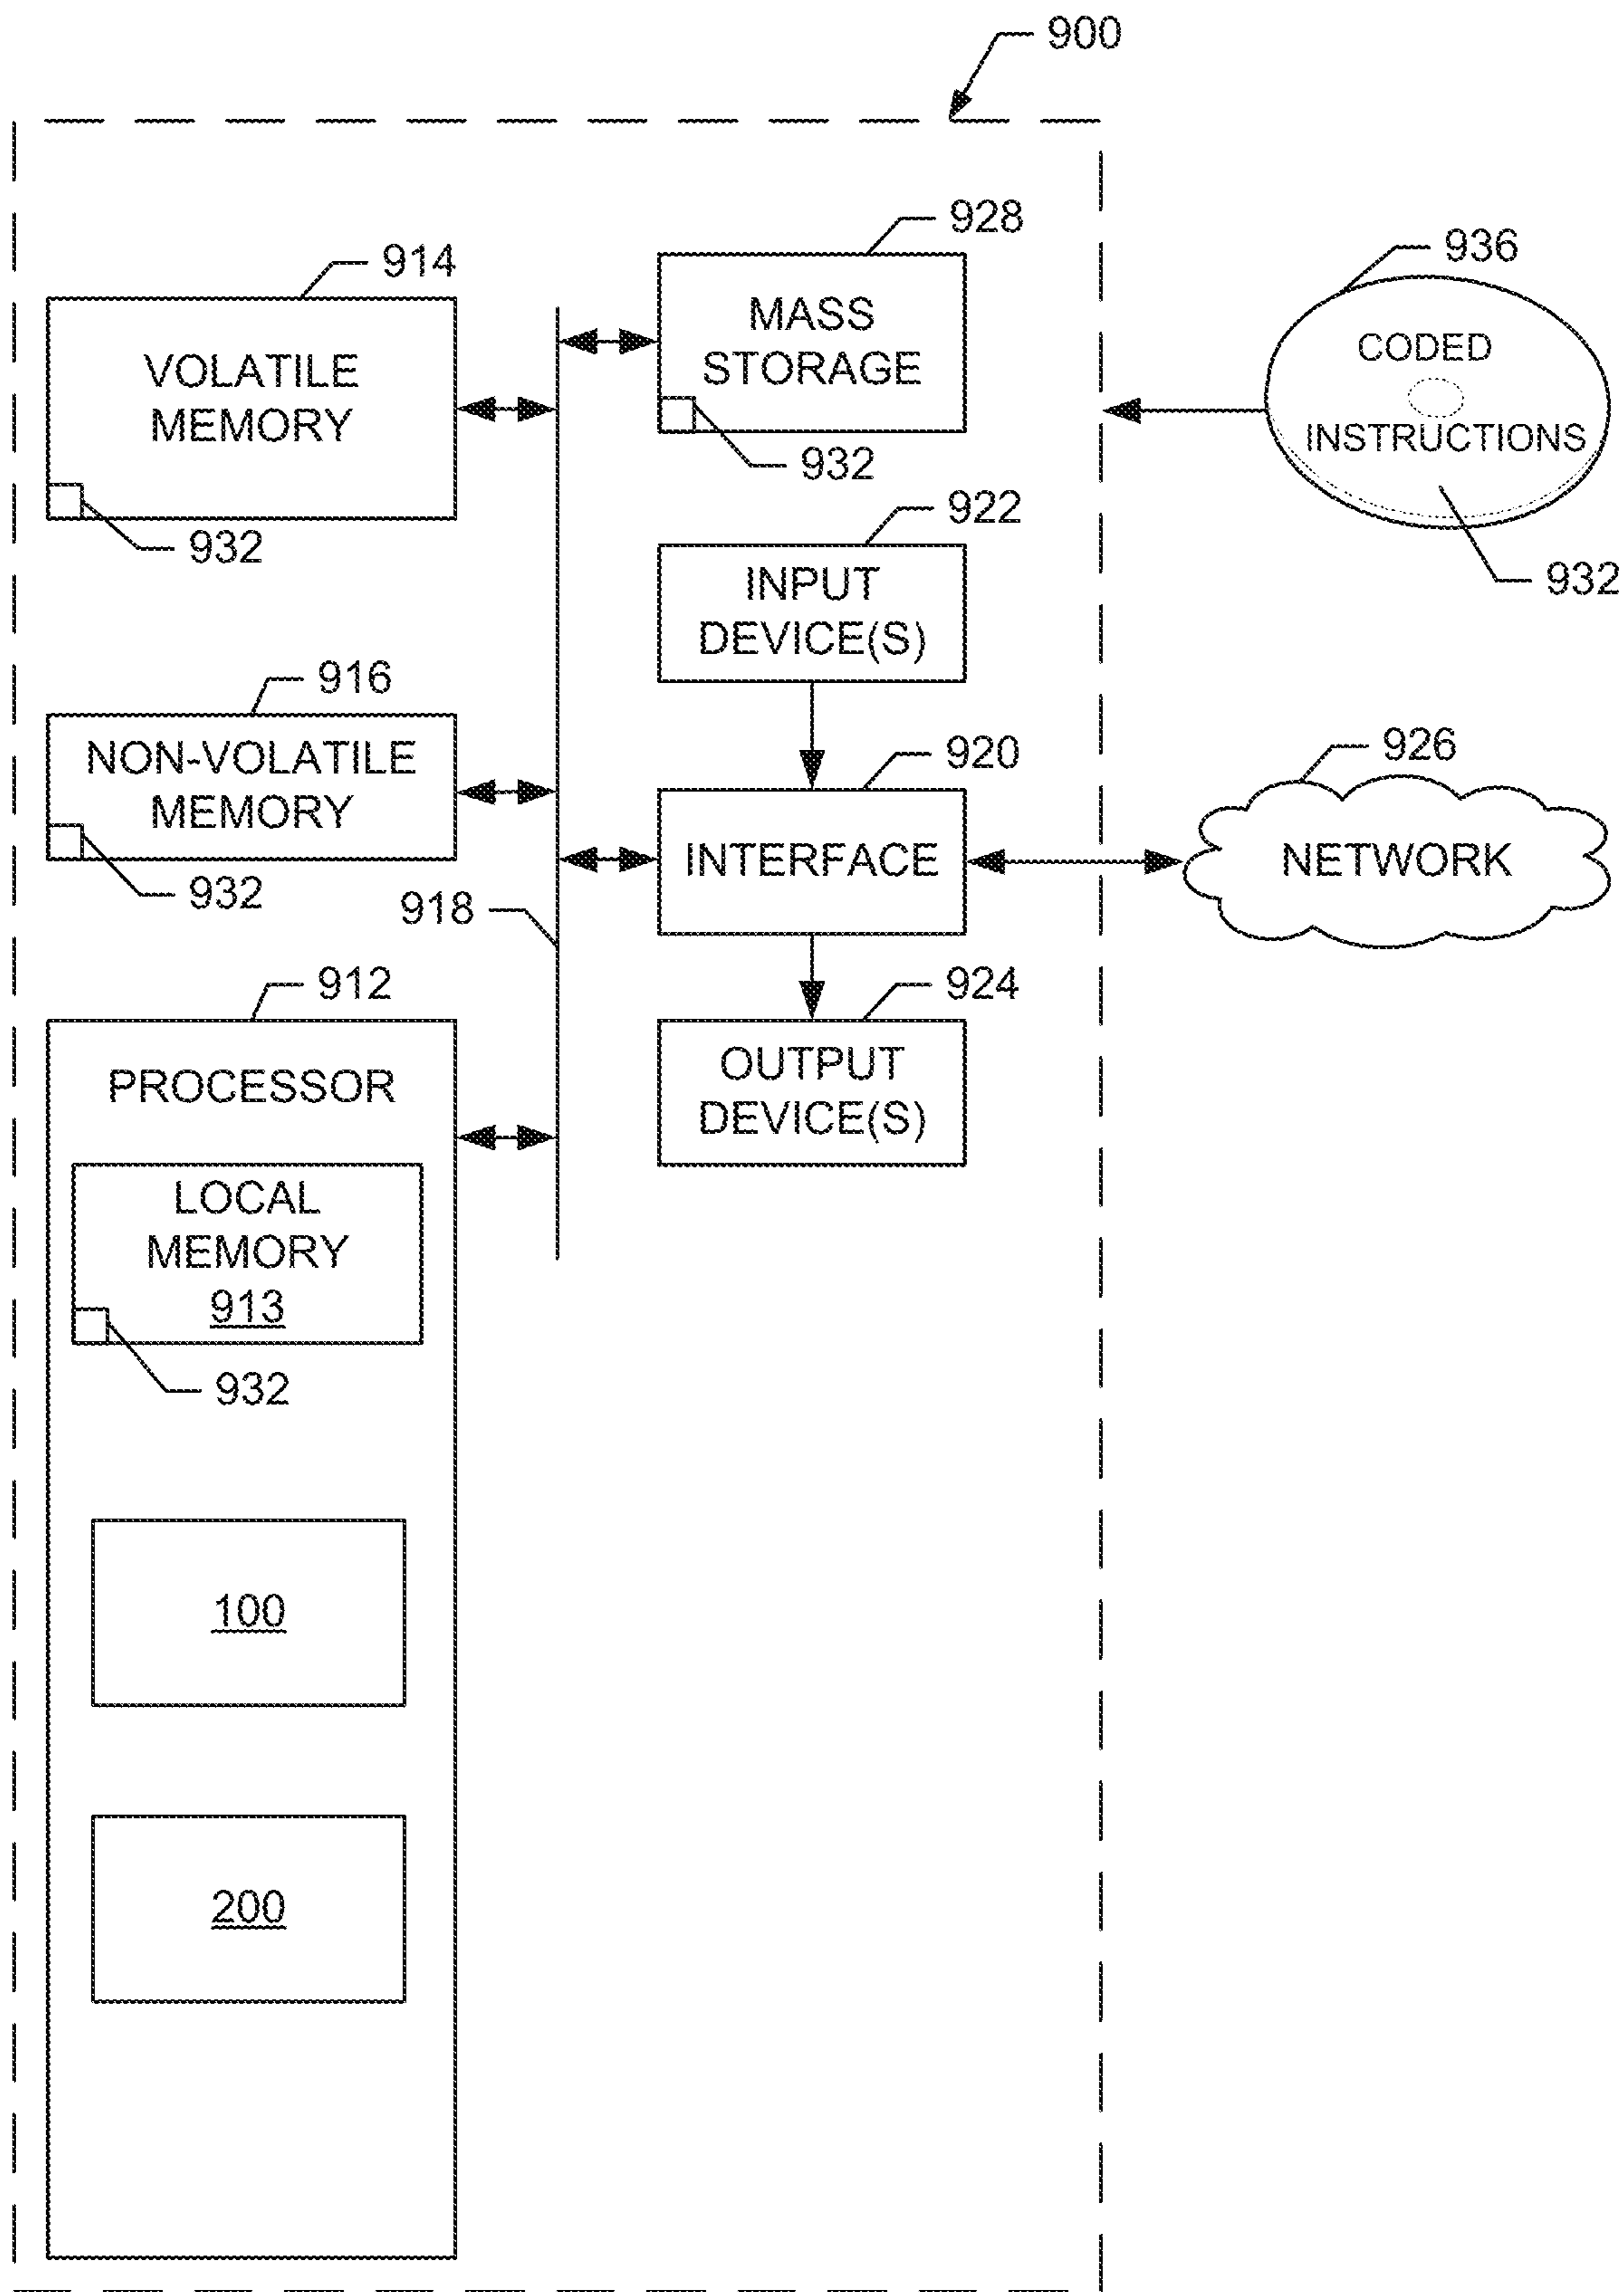 900
914
VOLATILE
MEMORY
932
928
MASS
STORAGE
932
936
CODED
INSTRUCTIONS
932
922
INPUT
DEVICE(S)
916
NON-VOLATILE
MEMORY
932
918
920
INTERFACE
926
NETWORK
924
OUTPUT
DEVICE(S)
912
PROCESSOR
LOCAL
MEMORY
913
932
100
200